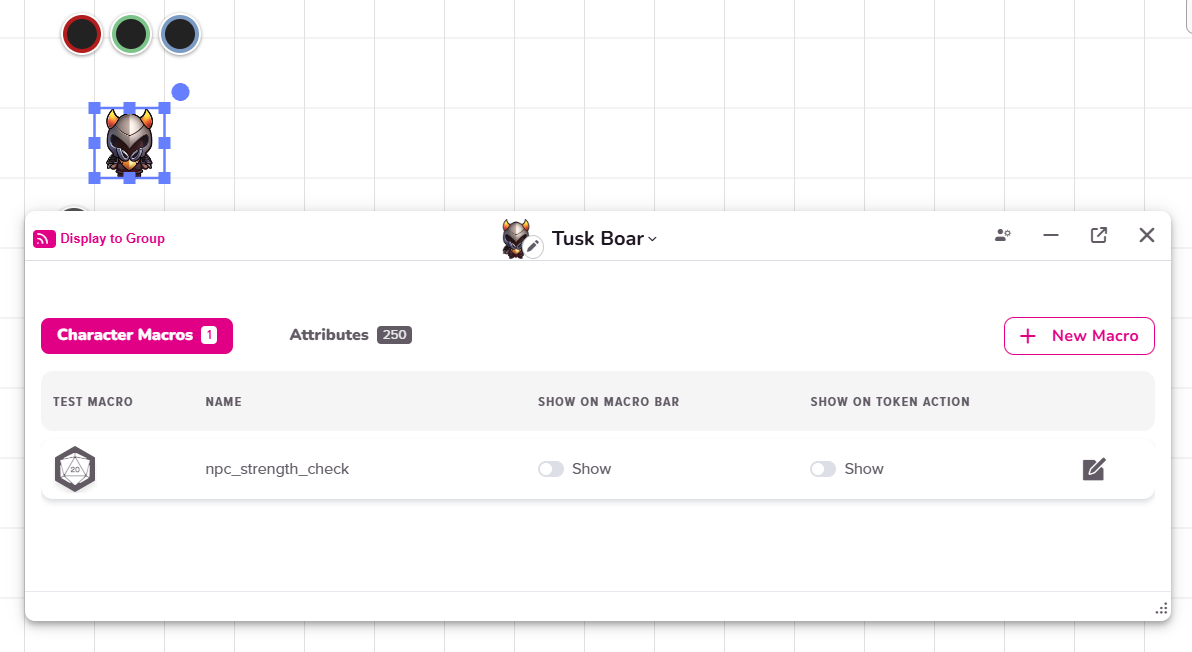 Display to Group
Tusk Boar
Character Macros 1
Attributes 250
New Macro
TEST MACRO NAME SHOW ON MACRO BAR SHOW ON TOKEN ACTION
20 npc_strength_check Show Show